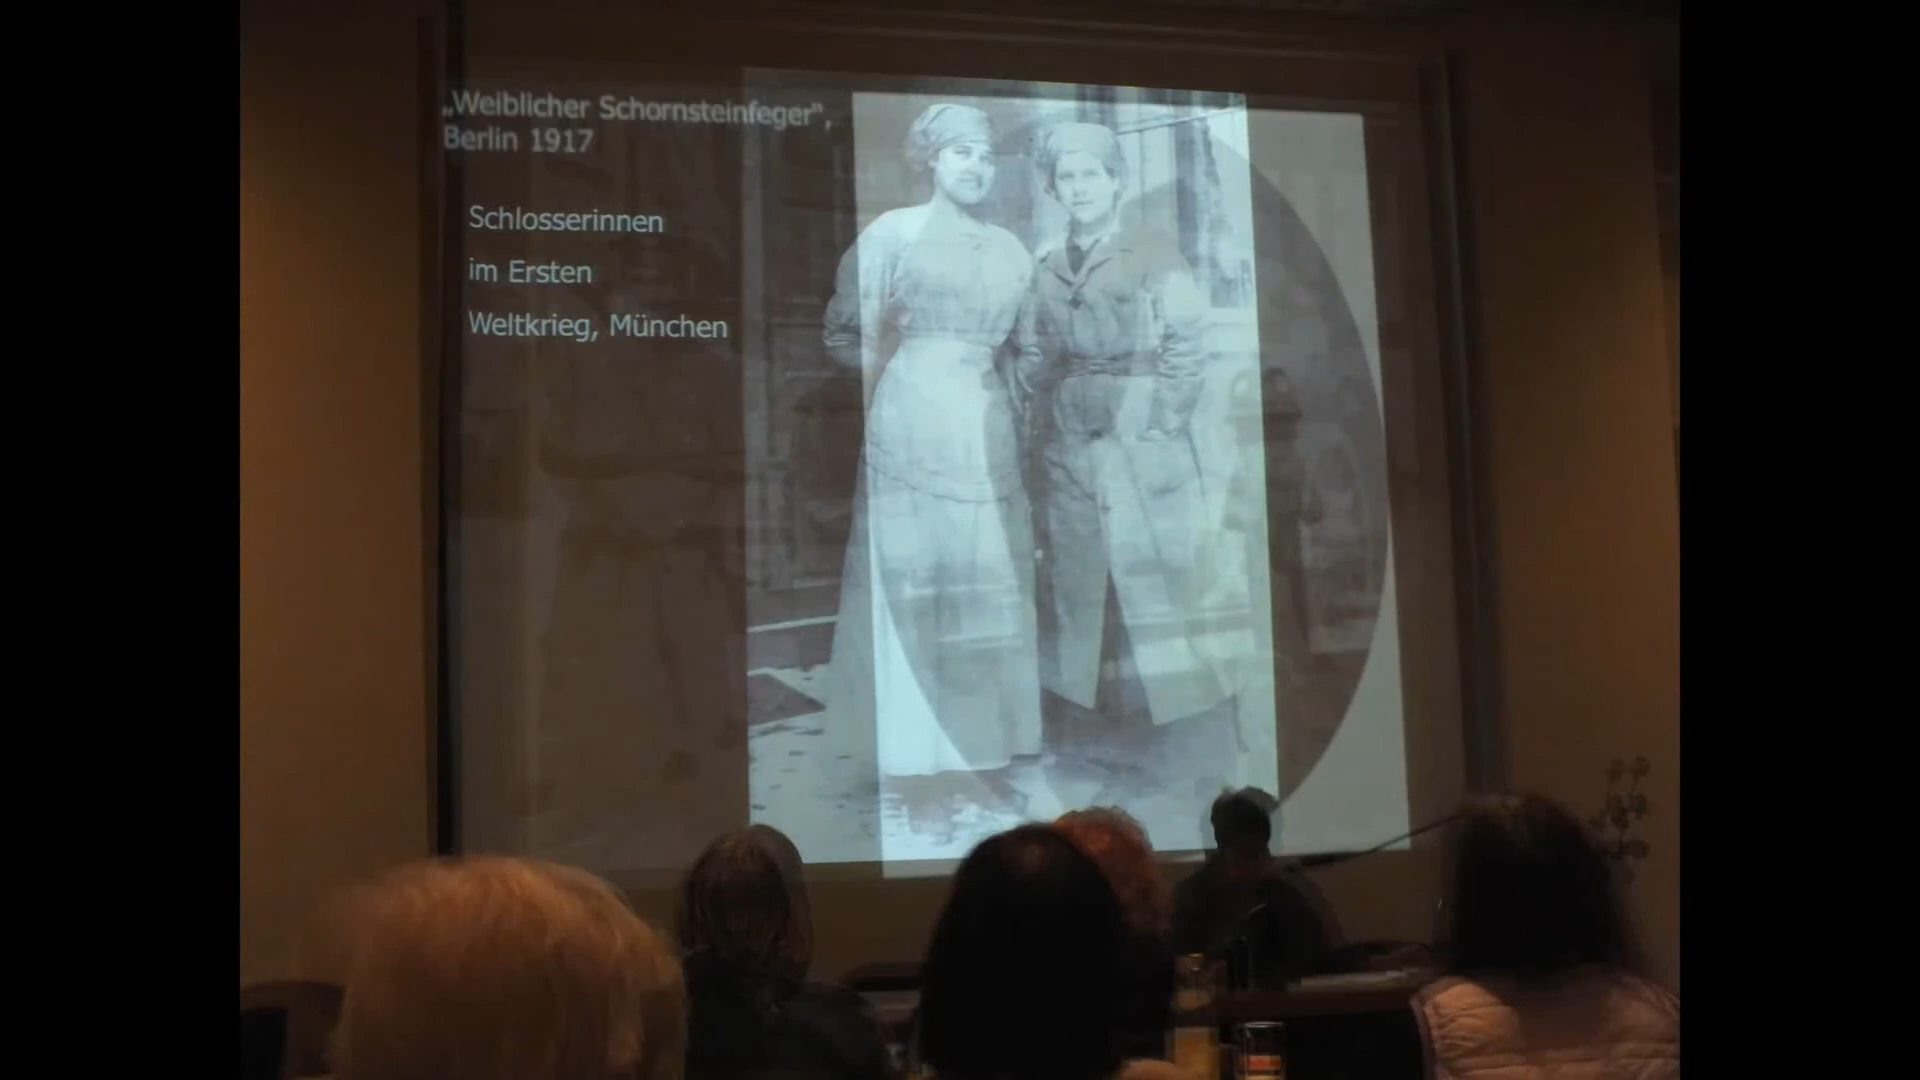 „Weiblicher Schornsteinfeger",
Berlin 1917
Schlosserinnen
im Ersten
Weltkrieg, München